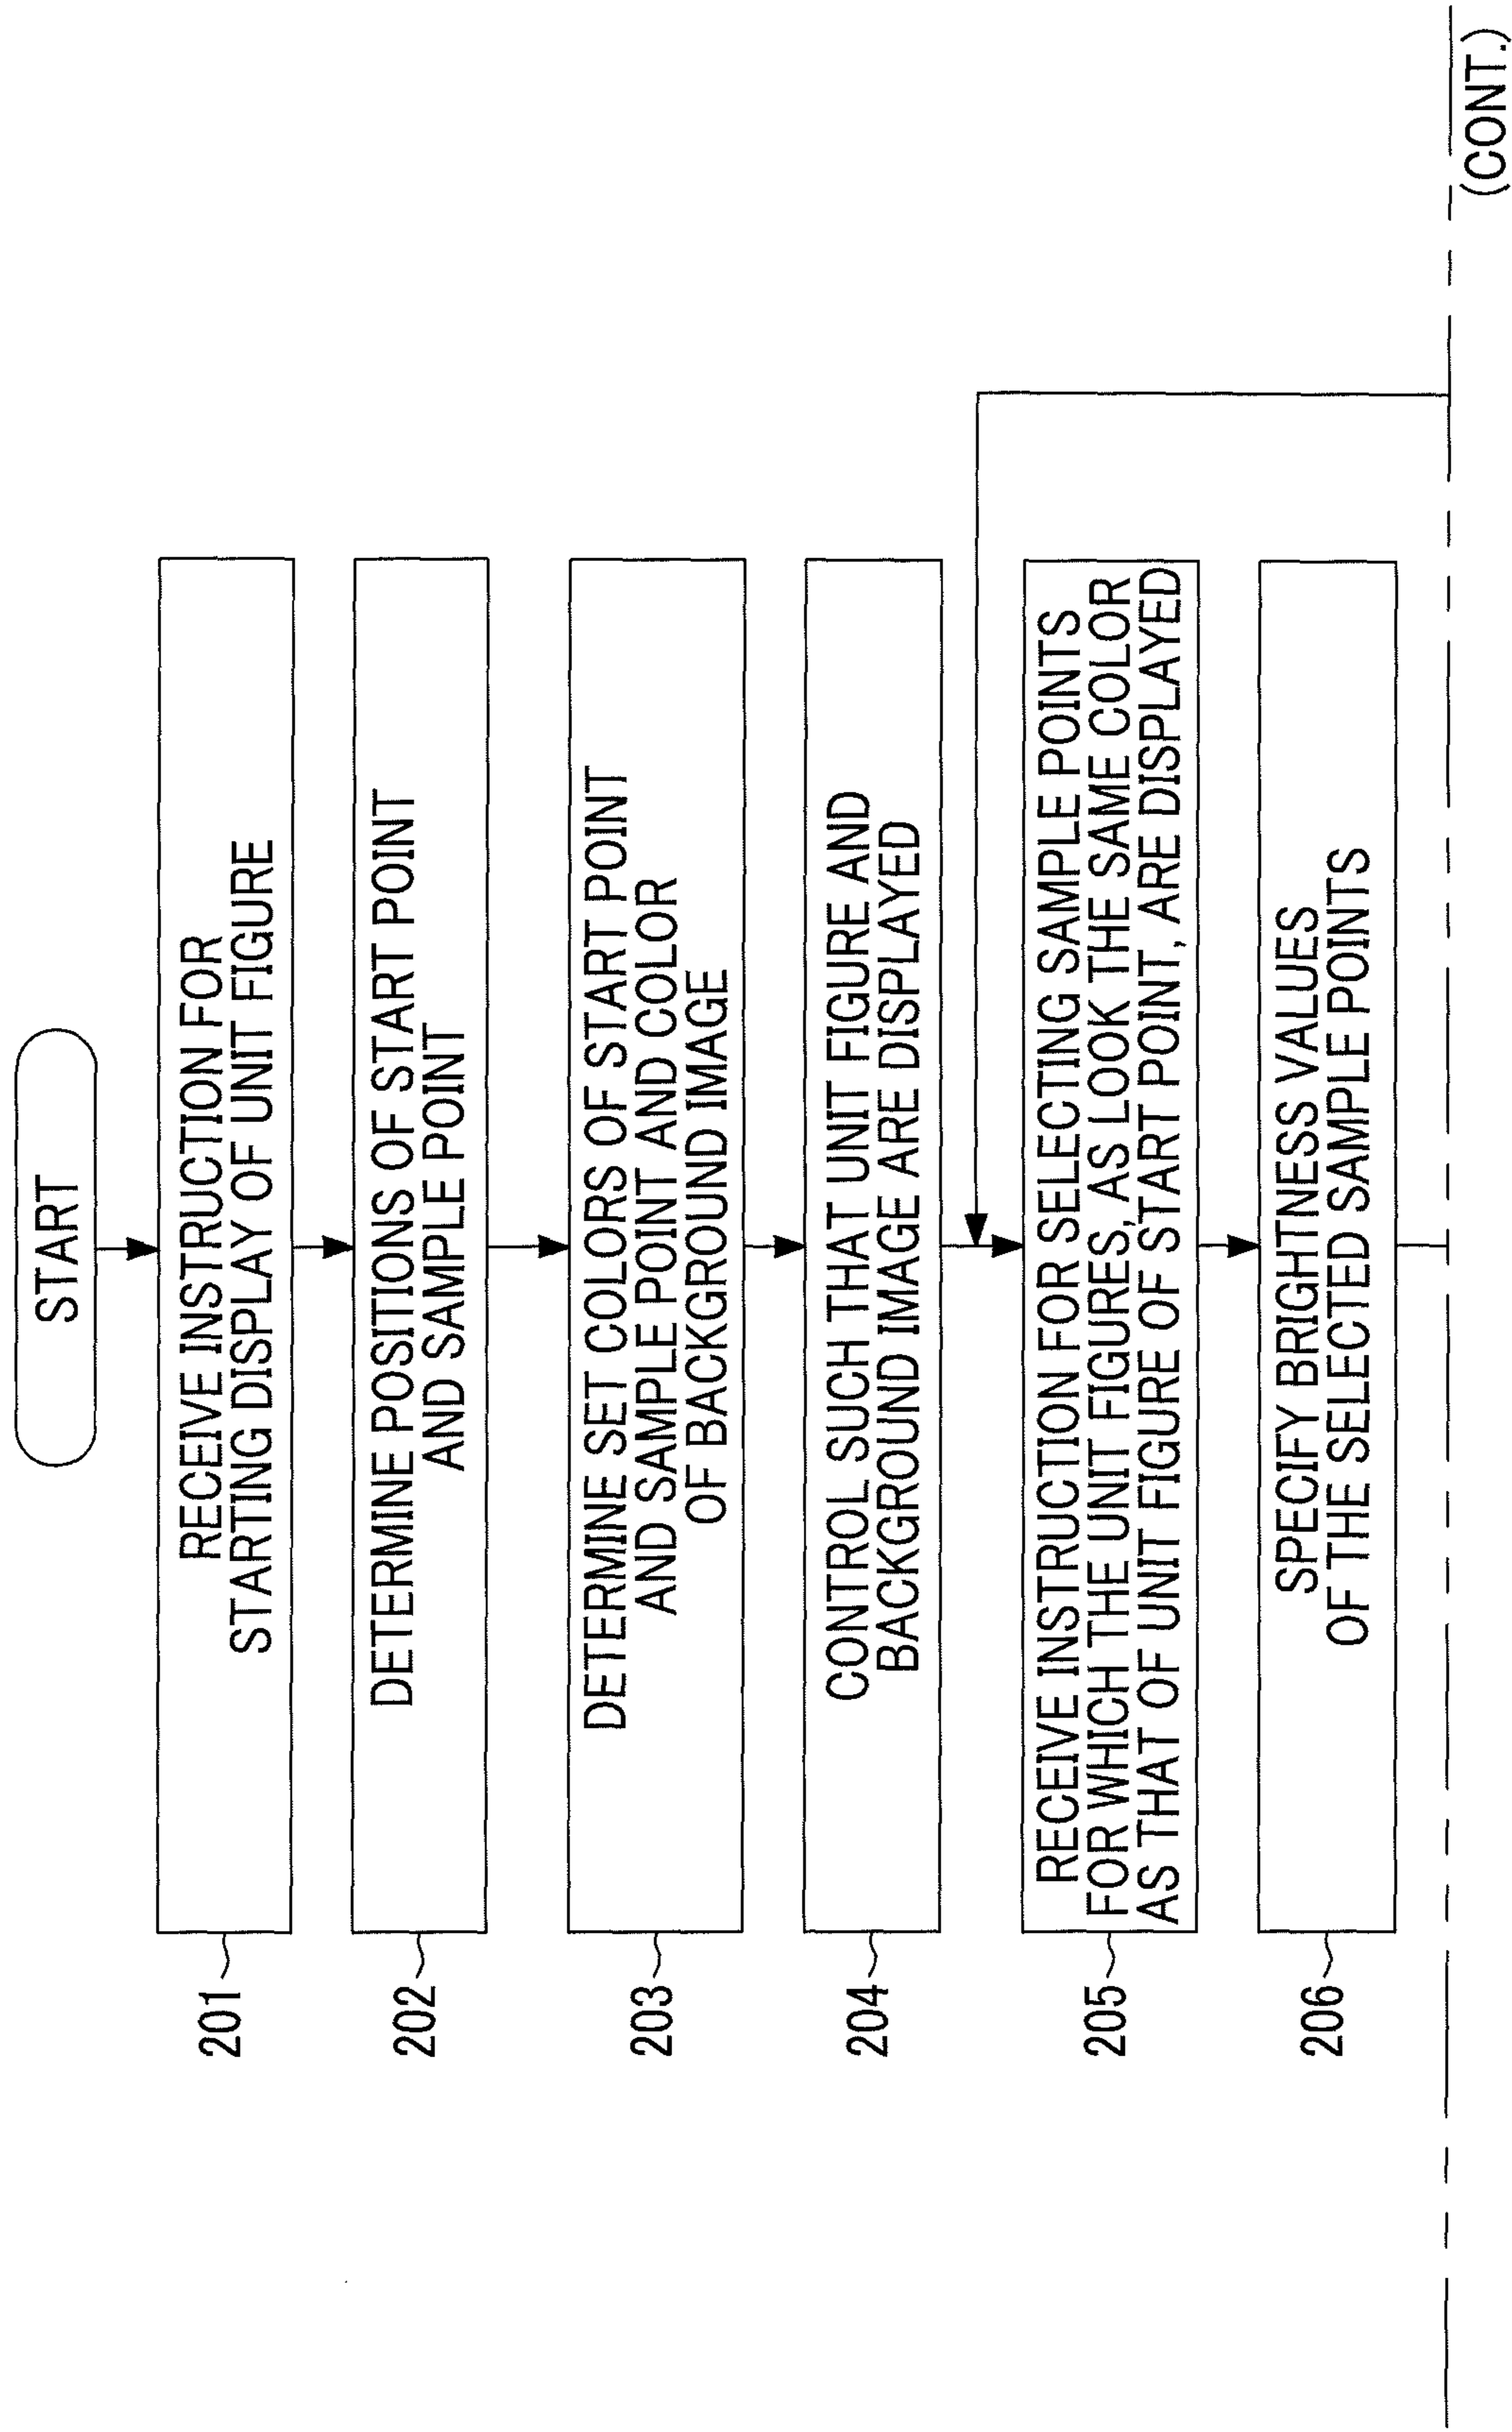 START
201
RECEIVE INSTRUCTION FOR
STARTING DISPLAY OF UNIT FIGURE
202
DETERMINE POSITIONS OF START POINT
AND SAMPLE POINT
203
DETERMINE SET COLORS OF START POINT
AND SAMPLE POINT AND COLOR
OF BACKGROUND IMAGE
204
CONTROL SUCH THAT UNIT FIGURE AND
BACKGROUND IMAGE ARE DISPLAYED
205
RECEIVE INSTRUCTION FOR SELECTING SAMPLE POINTS
FOR WHICH THE UNIT FIGURES, AS LOOK THE SAME COLOR
AS THAT OF UNIT FIGURE OF START POINT, ARE DISPLAYED
206
SPECIFY BRIGHTNESS VALUES
OF THE SELECTED SAMPLE POINTS
(CONT.)